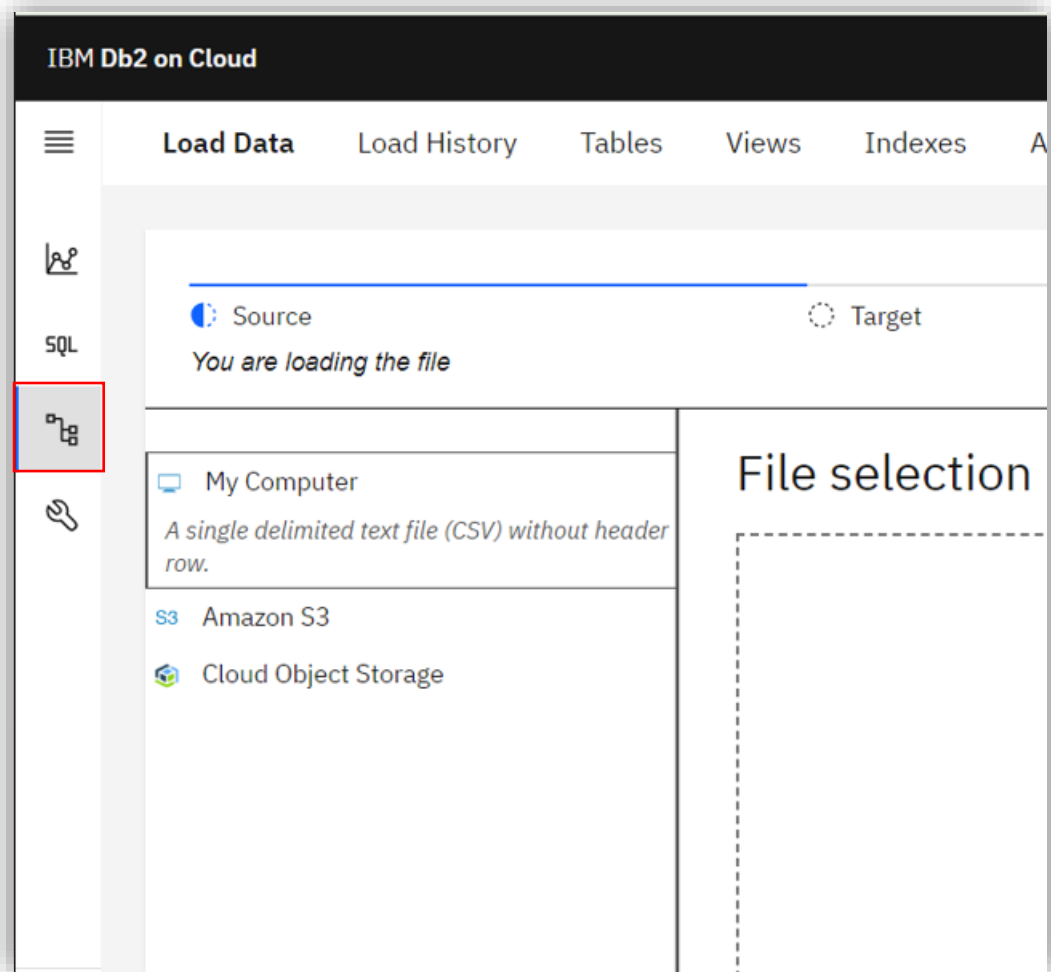 IBM Db2 on Cloud
Load Data Load History Tables Views Indexes A
Source Target
You are loading the file
SQL
My Computer
A single delimited text file (CSV) without header
row.
File selection
S3 Amazon S3
Cloud Object Storage